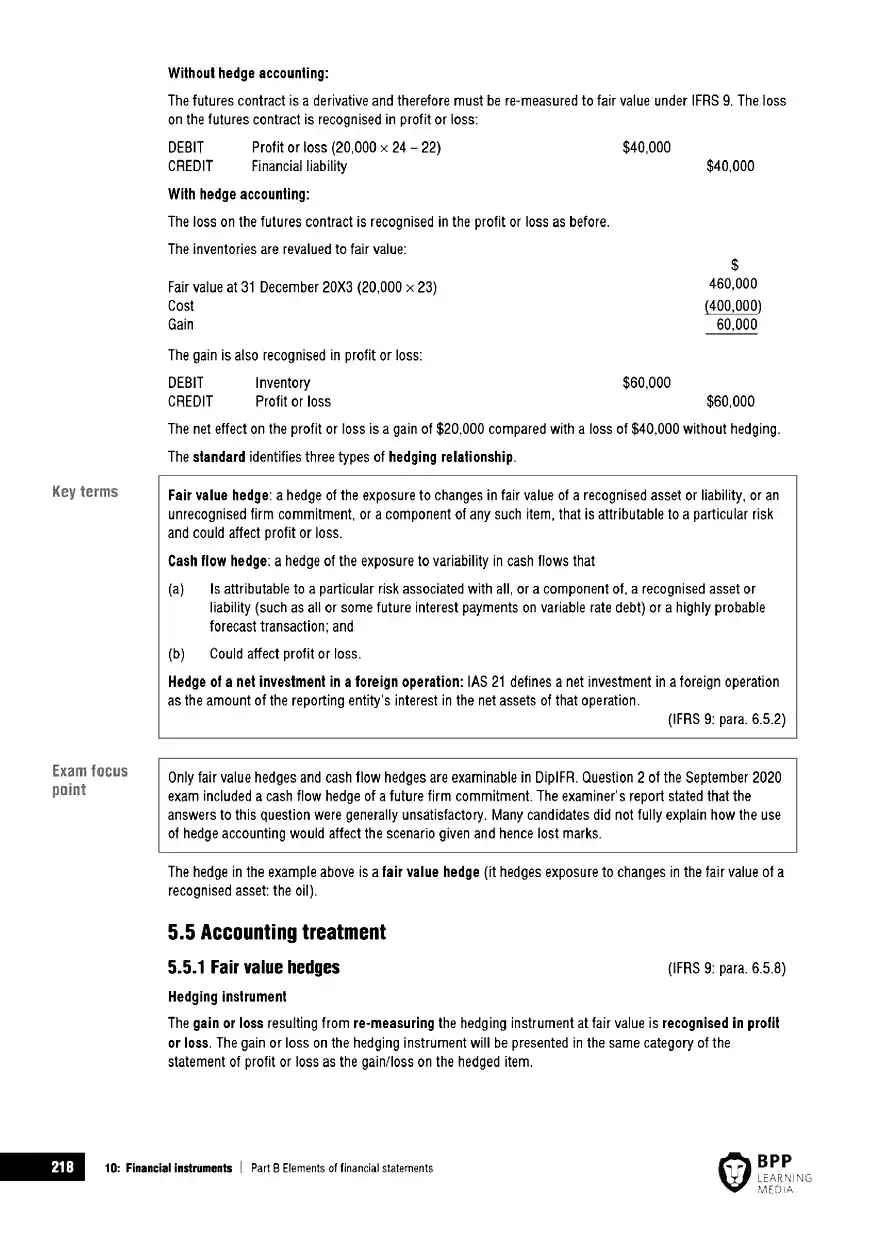 Without hedge accounting:
The futures contract is a derivative and therefore must be re-measured to fair value under IFRS 9. The loss
on the futures contract is recognised in profit or loss:
DEBIT Profit or loss (20,000 × 24 – 22) $40,000
CREDIT Financial liability $40,000
With hedge accounting:
The loss on the futures contract is recognised in the profit or loss as before.
The inventories are revalued to fair value:
$
Fair value at 31 December 20X3 (20,000 × 23) 460,000
Cost (400,000)
Gain 60,000
The gain is also recognised in profit or loss:
DEBIT Inventory $60,000
CREDIT Profit or loss $60,000
The net effect on the profit or loss is a gain of $20,000 compared with a loss of $40,000 without hedging.
The standard identifies three types of hedging relationship.
Key terms
Fair value hedge: a hedge of the exposure to changes in fair value of a recognised asset or liability, or an
unrecognised firm commitment, or a component of any such item, that is attributable to a particular risk
and could affect profit or loss.
Cash flow hedge: a hedge of the exposure to variability in cash flows that
(a) Is attributable to a particular risk associated with all, or a component of, a recognised asset or
liability (such as all or some future interest payments on variable rate debt) or a highly probable
forecast transaction; and
(b) Could affect profit or loss.
Hedge of a net investment in a foreign operation: IAS 21 defines a net investment in a foreign operation
as the amount of the reporting entity's interest in the net assets of that operation.
(IFRS 9: para. 6.5.2)
Exam focus
point
Only fair value hedges and cash flow hedges are examinable in DipIFR. Question 2 of the September 2020
exam included a cash flow hedge of a future firm commitment. The examiner's report stated that the
answers to this question were generally unsatisfactory. Many candidates did not fully explain how the use
of hedge accounting would affect the scenario given and hence lost marks.
The hedge in the example above is a fair value hedge (it hedges exposure to changes in the fair value of a
recognised asset: the oil).
5.5 Accounting treatment
5.5.1 Fair value hedges (IFRS 9: para. 6.5.8)
Hedging instrument
The gain or loss resulting from re-measuring the hedging instrument at fair value is recognised in profit
or loss. The gain or loss on the hedging instrument will be presented in the same category of the
statement of profit or loss as the gain/loss on the hedged item.
218 10: Financial instruments | Part B Elements of financial statements
BPP
LEARNING
MEDIA